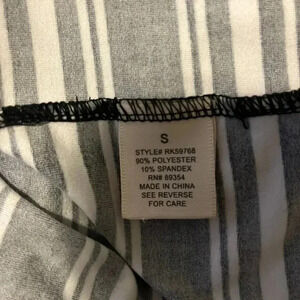 S
STYLE# RK59768
90% POLYESTER
10% SPANDEX
RN# 89354
MADE IN CHINA
SEE REVERSE
FOR CARE